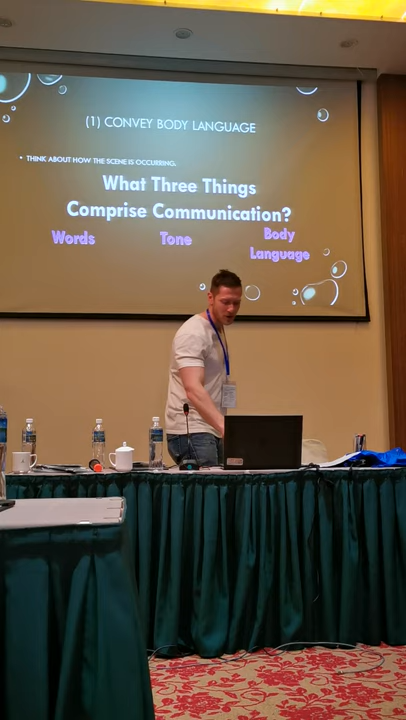 (1) CONVEY BODY LANGUAGE
• THINK ABOUT HOW THE SCENE IS OCCURRING.
What Three Things
Comprise Communication?
Words Tone Body
Language